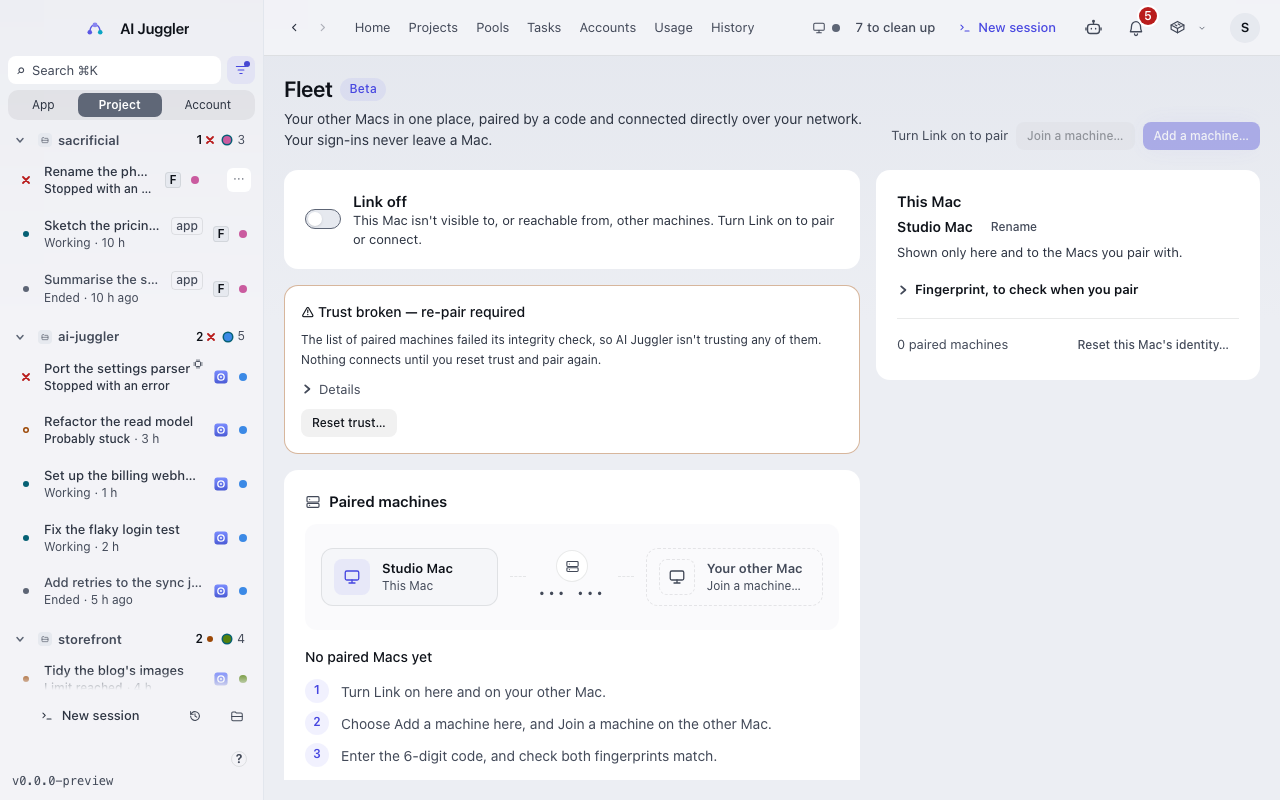 AI Juggler
Search ⌘K
App Project Account
sacrificial 1 3
Rename the ph... F
Stopped with an ...
Sketch the pricin... app F
Working · 10 h
Summarise the s... app F
Ended · 10 h ago
ai-juggler 2 5
Port the settings parser
Stopped with an error
Refactor the read model
Probably stuck · 3 h
Set up the billing webh...
Working · 1 h
Fix the flaky login test
Working · 2 h
Add retries to the sync j...
Ended · 5 h ago
storefront 2 4
Tidy the blog's images
Limit reached · 4 h
New session
?
v0.0.0-preview
Home Projects Pools Tasks Accounts Usage History 7 to clean up New session 5 S
Fleet Beta
Your other Macs in one place, paired by a code and connected directly over your network.
Your sign-ins never leave a Mac.
Turn Link on to pair Join a machine... Add a machine...
Link off
This Mac isn't visible to, or reachable from, other machines. Turn Link on to pair
or connect.
Trust broken — re-pair required
The list of paired machines failed its integrity check, so AI Juggler isn't trusting any of them.
Nothing connects until you reset trust and pair again.
Details
Reset trust...
Paired machines
Studio Mac
This Mac
Your other Mac
Join a machine...
No paired Macs yet
1 Turn Link on here and on your other Mac.
2 Choose Add a machine here, and Join a machine on the other Mac.
3 Enter the 6-digit code, and check both fingerprints match.
This Mac
Studio Mac Rename
Shown only here and to the Macs you pair with.
Fingerprint, to check when you pair
0 paired machines Reset this Mac's identity...